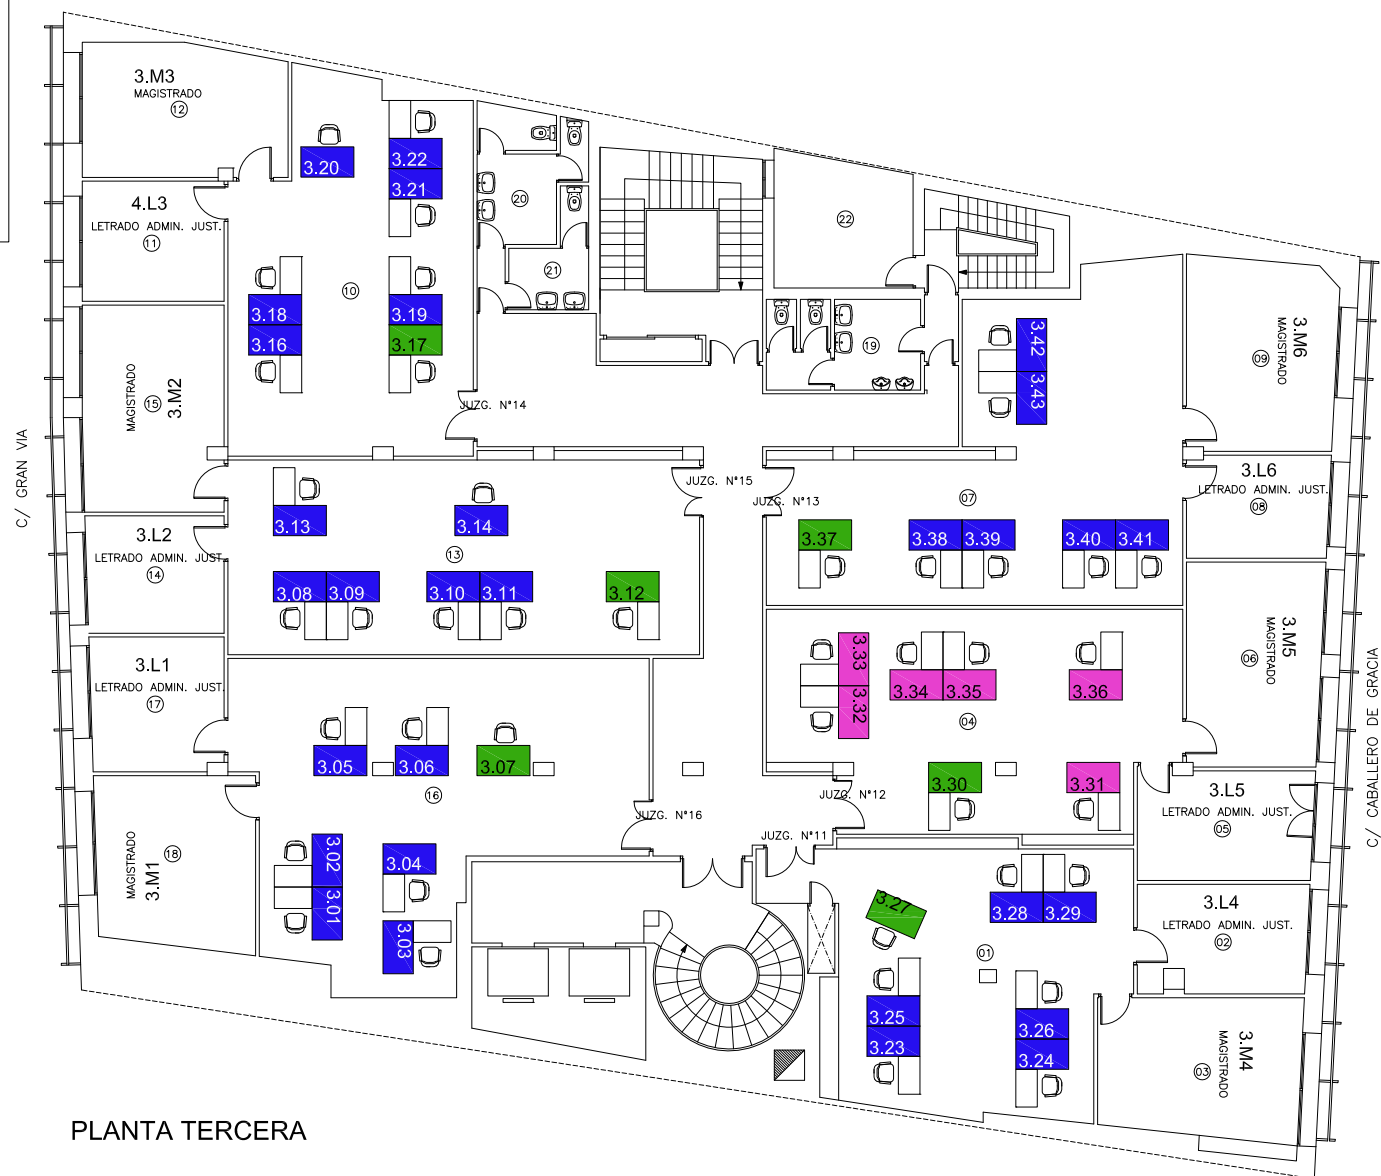 3.M3
MAGISTRADO
12
4.L3
LETRADO ADMIN. JUST.
11
MAGISTRADO
15
3.M2
3.L2
LETRADO ADMIN. JUST.
14
3.L1
LETRADO ADMIN. JUST.
17
MAGISTRADO
3.M1
18
C/ GRAN VIA
3.20
3.22
3.21
10
3.18
3.16
3.19
3.17
JUZG. Nº14
20
21
22
19
3.42
3.43
3.M6
MAGISTRADO
09
3.13
3.14
13
3.08
3.09
3.10
3.11
3.12
JUZG. Nº15
JUZG. Nº13
07
3.37
3.38
3.39
3.40
3.41
3.L6
LETRADO ADMIN. JUST.
08
3.33
3.32
3.34
3.35
3.36
04
3.30
3.31
JUZG. Nº12
3.M5
MAGISTRADO
06
3.L5
LETRADO ADMIN. JUST.
05
C/ CABALLERO DE GRACIA
3.05
3.06
3.07
16
JUZG. Nº16
JUZG. Nº11
3.02
3.01
3.04
3.03
3.27
3.28
3.29
01
3.25
3.23
3.26
3.24
3.L4
LETRADO ADMIN. JUST.
02
3.M4
MAGISTRADO
03
PLANTA TERCERA